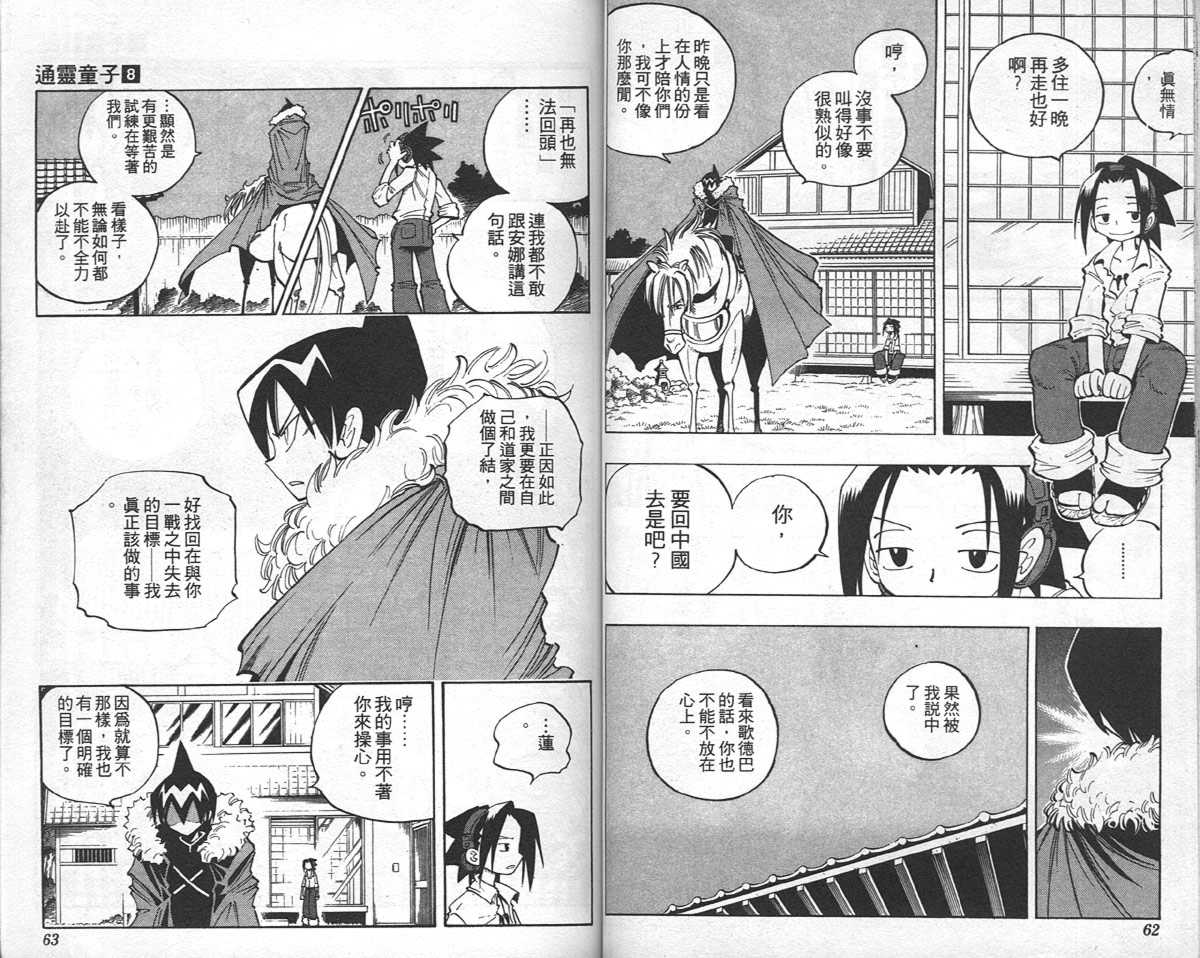 眞無情
，
多住一晚
再走也好
啊？
哼，
沒事不要
叫得好像
很熟似的。
昨晚只是看
在人情的份
上才陪你們
，我可不像
你那麼閒。
……
你，
要回中國
去是吧？
果然被
我説中
了。
看來歌德巴
的話，你也
不能不放在
心上。
62
通靈童子8
「再也無
法回頭」
……
連我都不敢
跟安娜講這
句話。
ポリポリ
…顯然是
有更艱苦的
試練在等著
我們。
看樣子，
無論如何都
不能不全力
以赴了。
——正因如此
，我更要在自
己和道家之間
做個了結，
好找回在與你
一戰之中失去
的目標——我
眞正該做的事
。
…蓮
。
哼……
我的事用不著
你來操心。
因爲就算不
那樣，我也
有一個明確
的目標了。
63